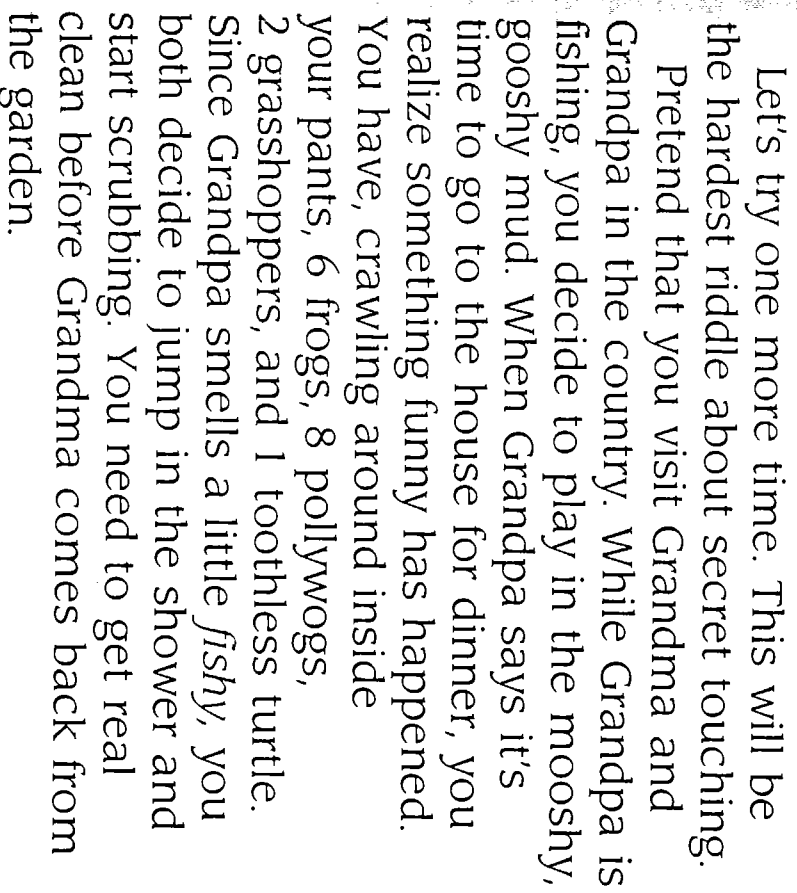 Let's try one more time. This will be
the hardest riddle about secret touching.
Pretend that you visit Grandma and
Grandpa in the country. While Grandpa is
fishing, you decide to play in the mooshy,
gooshy mud. When Grandpa says it's
time to go to the house for dinner, you
realize something funny has happened.
You have, crawling around inside
your pants, 6 frogs, 8 pollywogs,
2 grasshoppers, and 1 toothless turtle.
Since Grandpa smells a little fishy, you
both decide to jump in the shower and
start scrubbing. You need to get real
clean before Grandma comes back from
the garden.